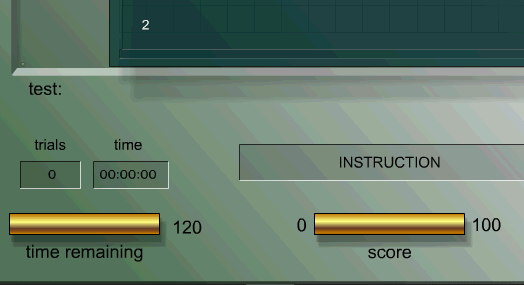 2
test:
trials time
0 00:00:00
INSTRUCTION
120 0 100
time remaining score